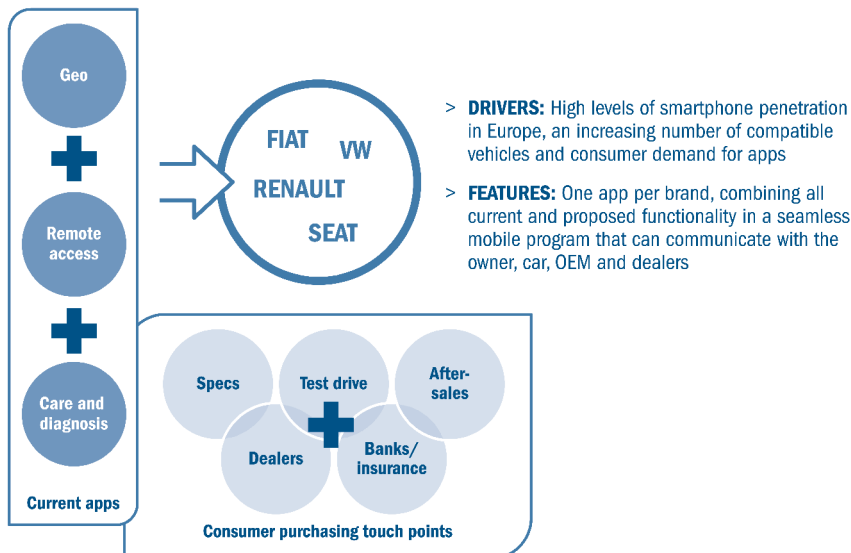 Geo
Remote
access
Care and
diagnosis
Current apps
FIAT
VW
RENAULT
SEAT
> DRIVERS: High levels of smartphone penetration
in Europe, an increasing number of compatible
vehicles and consumer demand for apps
> FEATURES: One app per brand, combining all
current and proposed functionality in a seamless
mobile program that can communicate with the
owner, car, OEM and dealers
Specs
Test drive
After-
sales
Dealers
Banks/
insurance
Consumer purchasing touch points